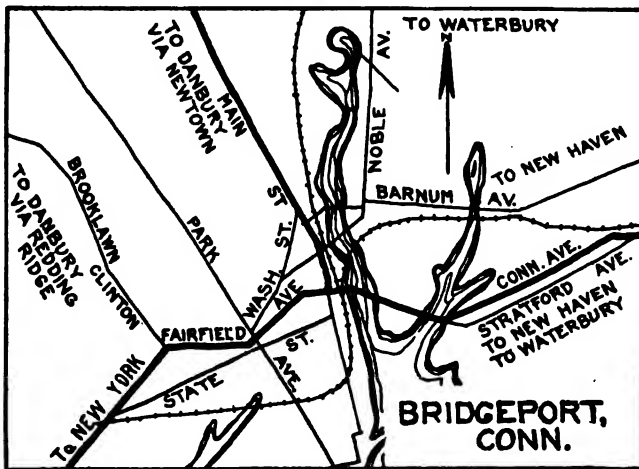 TO WATERBURY
N
TO DANBURY
VIA NEWTOWN
MAIN
ST
NOBLE
AV.
TO NEW HAVEN
BARNUM
AV.
BROOKLAWN
TO DANBURY
VIA REDDING
RIDGE
CLINTON
PARK
AVE.
WASH.
ST.
FAIRFIELD
AVE
CONN. AVE.
STRATFORD
AVE.
TO NEW HAVEN
TO WATERBURY
STATE
ST.
TO NEW YORK
BRIDGEPORT,
CONN.